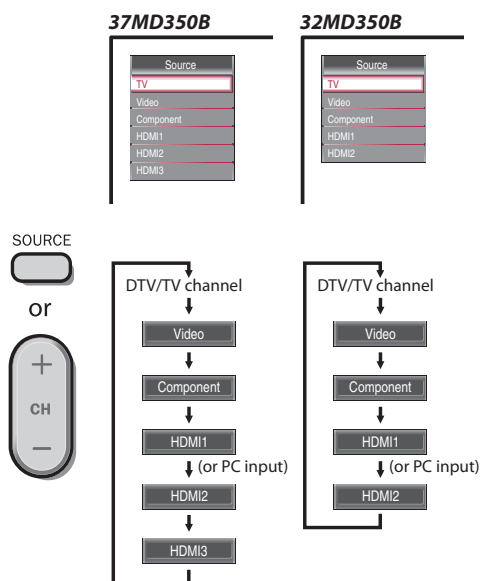 37MD350B
Source
TV
Video
Component
HDMI1
HDMI2
HDMI3
32MD350B
Source
TV
Video
Component
HDMI1
HDMI2
SOURCE
or
+
CH
–
DTV/TV channel
Video
Component
HDMI1
(or PC input)
HDMI2
HDMI3
DTV/TV channel
Video
Component
HDMI1
(or PC input)
HDMI2